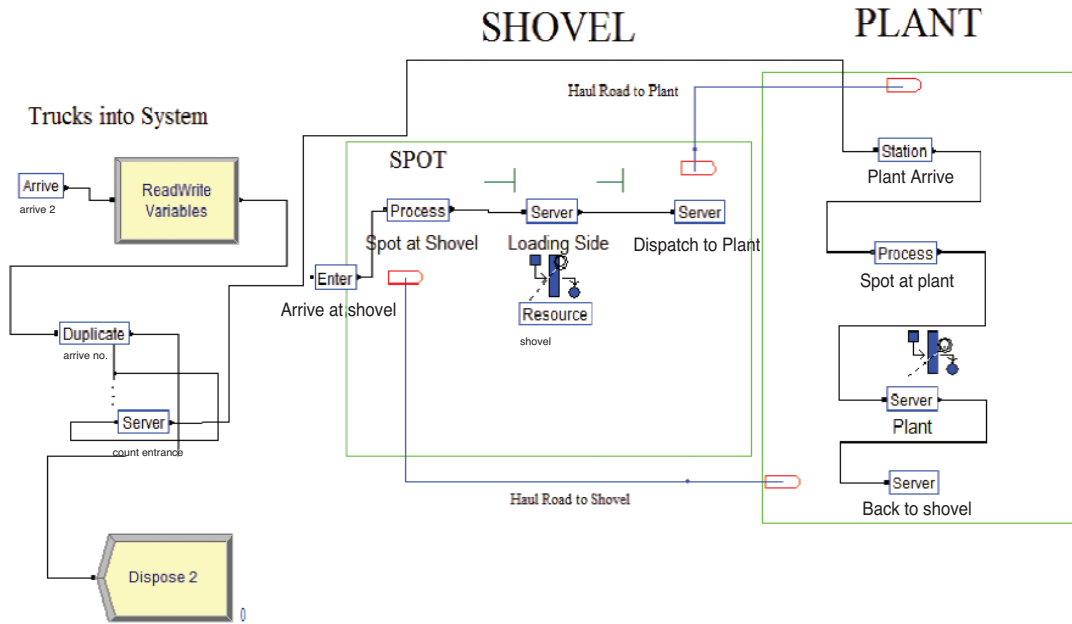 SHOVEL
PLANT
Trucks into System
Haul Road to Plant
SPOT
Arrive
arrive 2
ReadWrite
Variables
Process
Spot at Shovel
Server
Loading Side
Server
Dispatch to Plant
Station
Plant Arrive
Enter
Arrive at shovel
Resource
shovel
Process
Spot at plant
Duplicate
arrive no.
Server
count entrance
Server
Plant
Haul Road to Shovel
Server
Back to shovel
Dispose 2
0